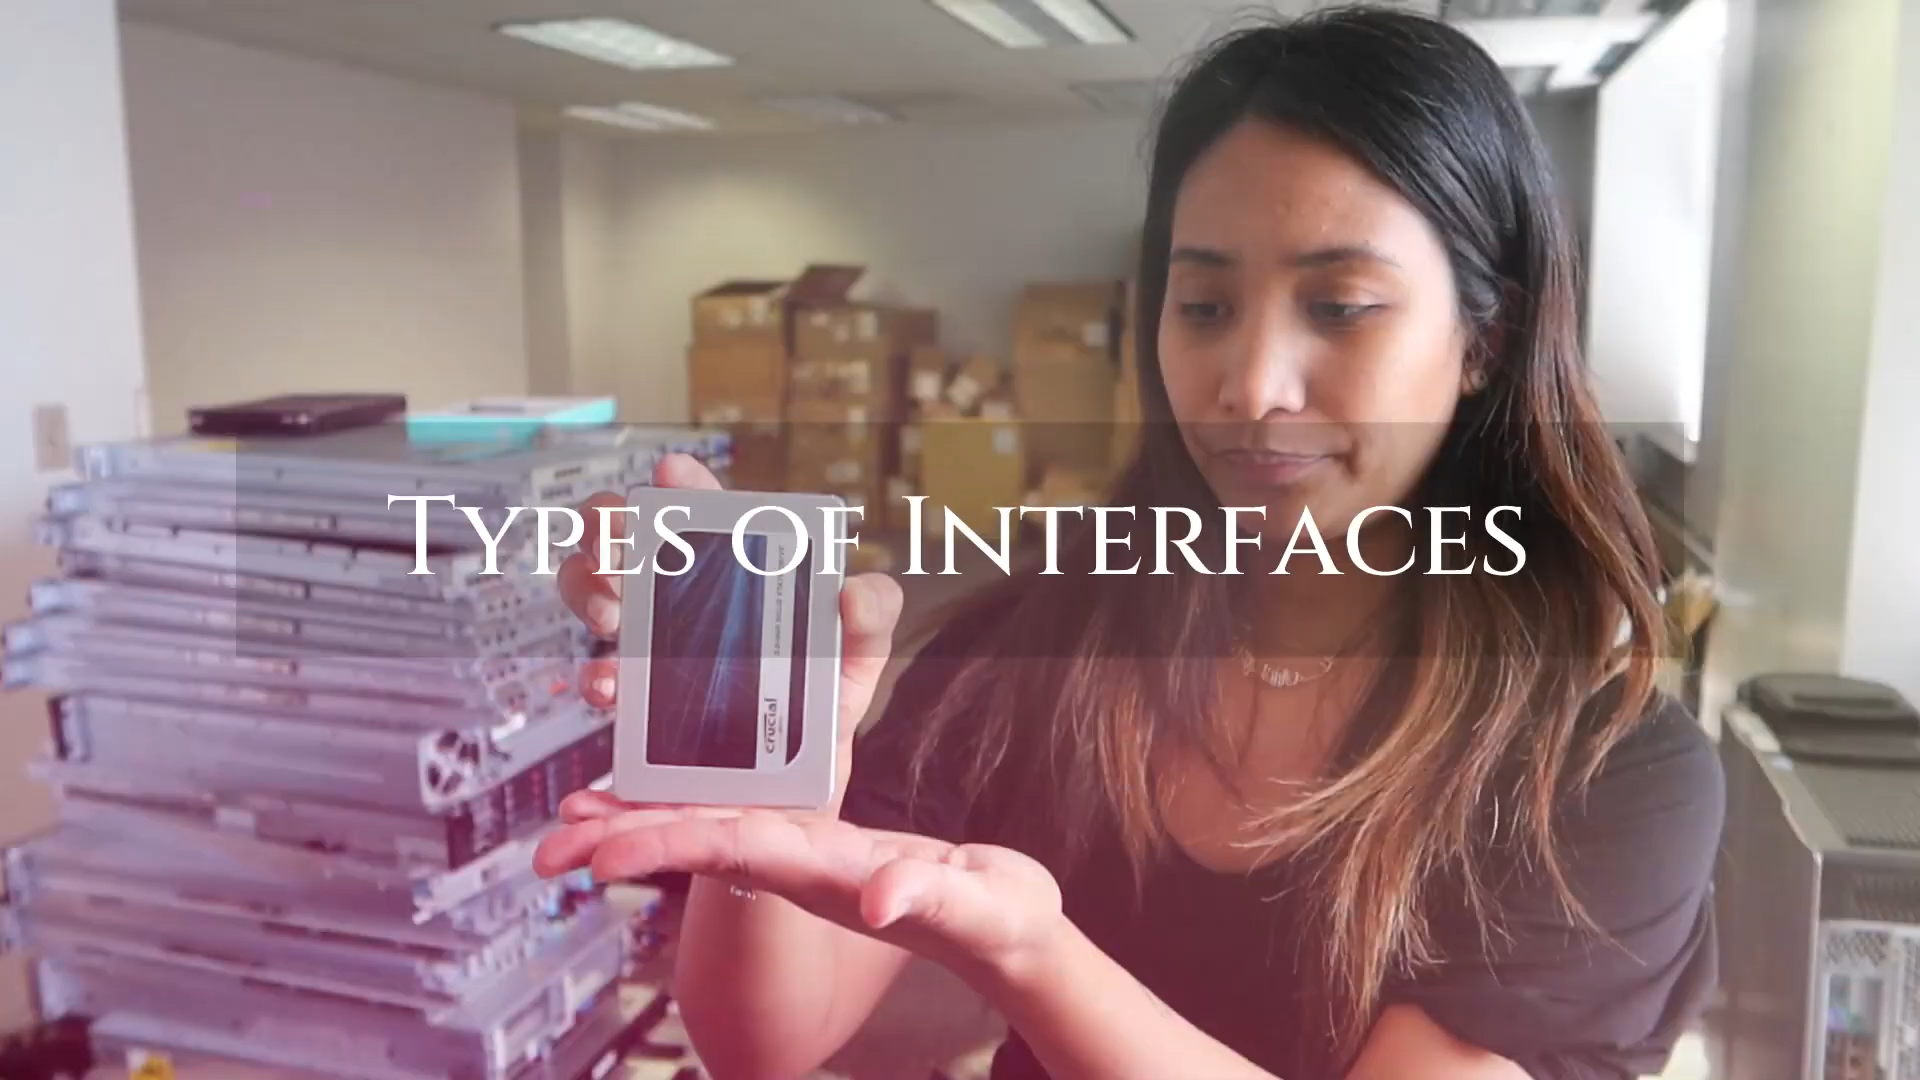 Types of Interfaces
crucial